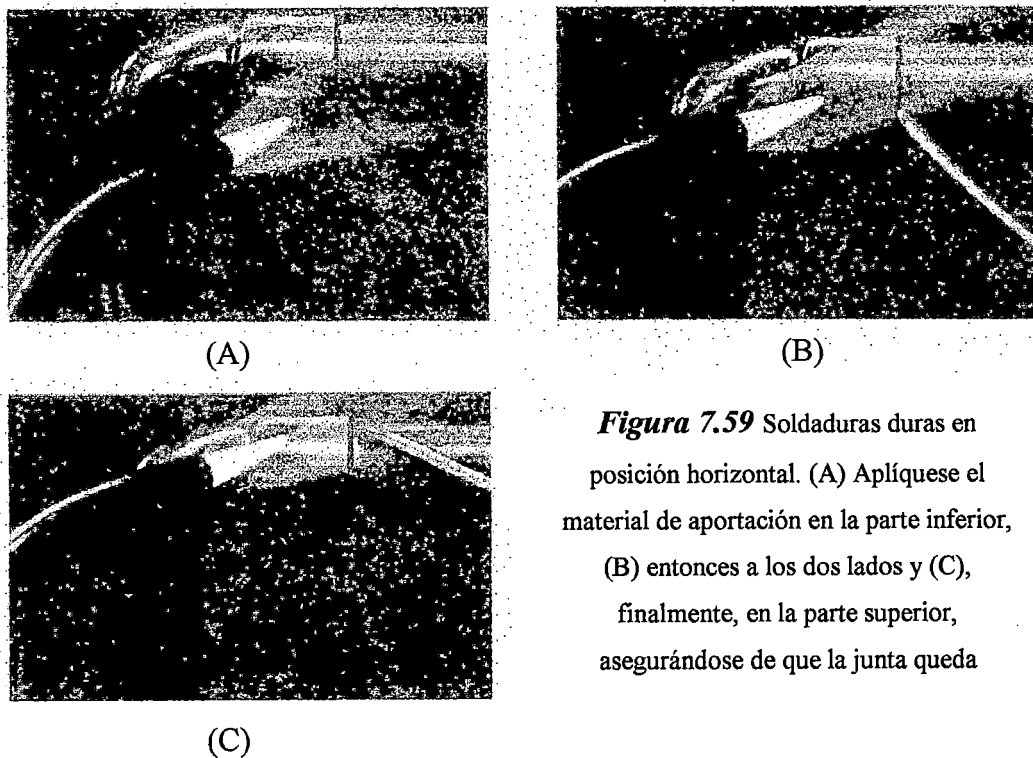 (A)
(B)
Figura 7.59 Soldaduras duras en
posición horizontal. (A) Aplíquese el
material de aportación en la parte inferior,
(B) entonces a los dos lados y (C),
finalmente, en la parte superior,
asegurándose de que la junta queda
(C)